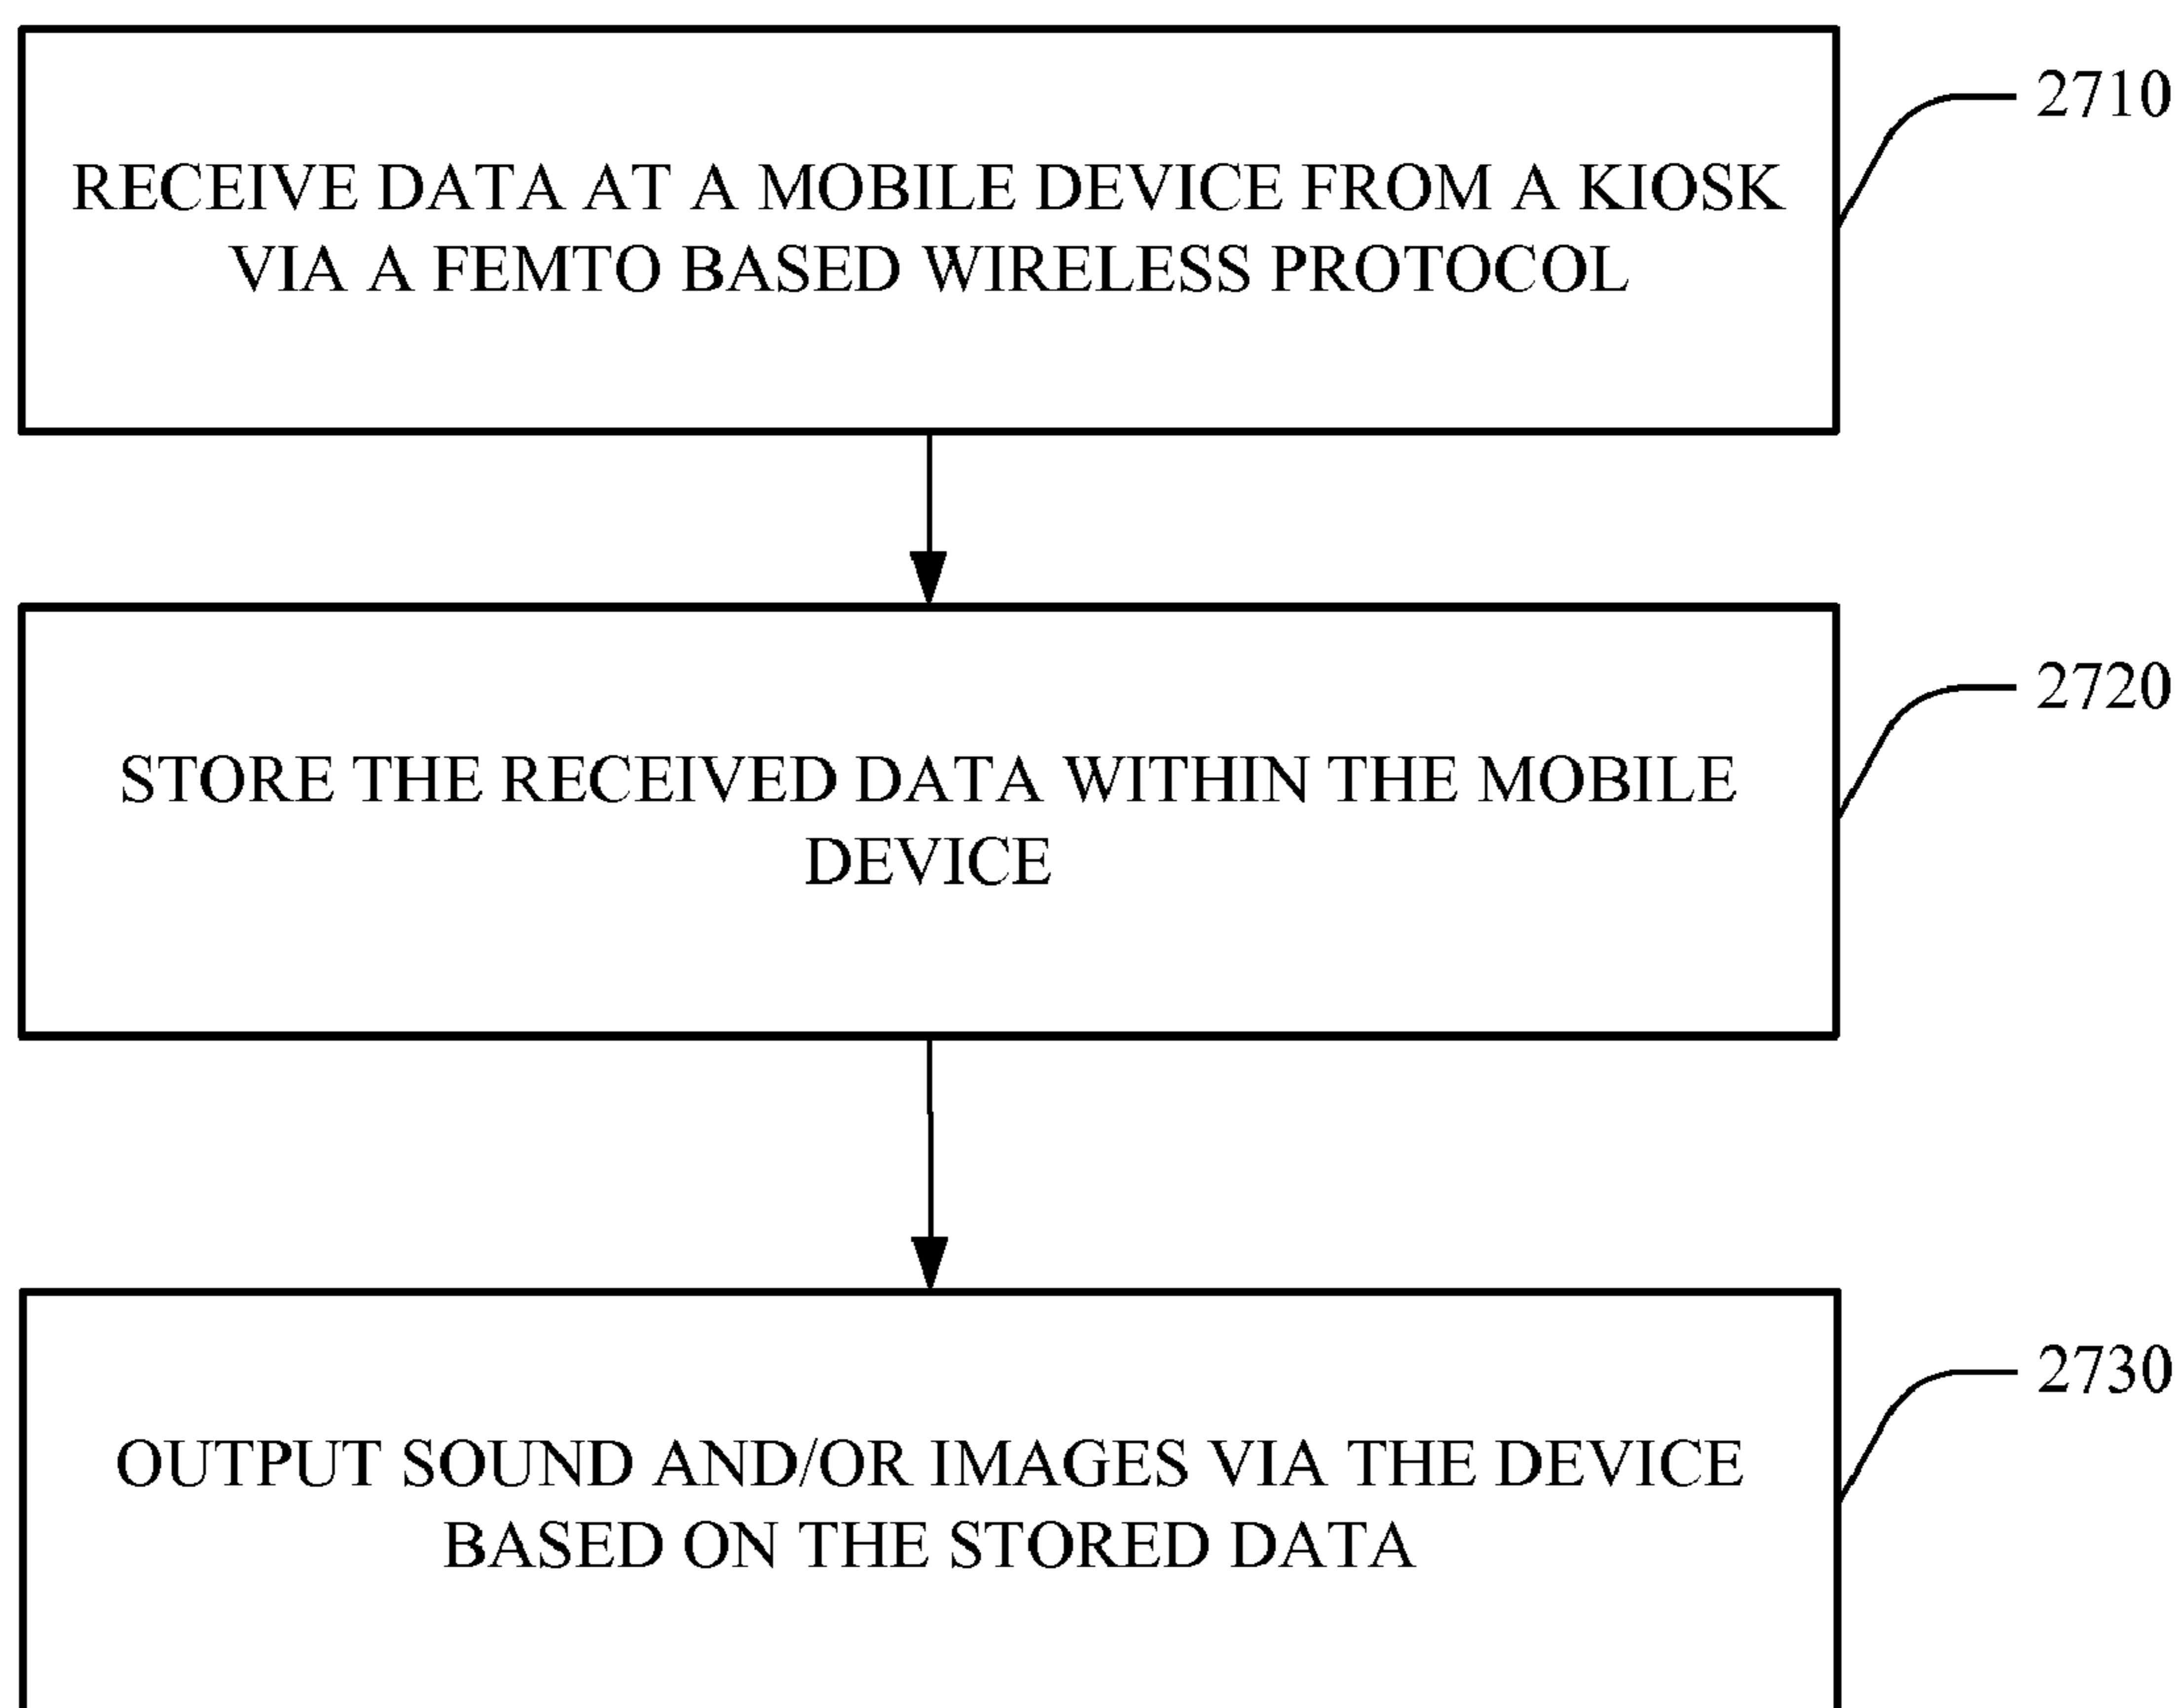 2710
RECEIVE DATA AT A MOBILE DEVICE FROM A KIOSK
VIA A FEMTO BASED WIRELESS PROTOCOL
2720
STORE THE RECEIVED DATA WITHIN THE MOBILE
DEVICE
2730
OUTPUT SOUND AND/OR IMAGES VIA THE DEVICE
BASED ON THE STORED DATA